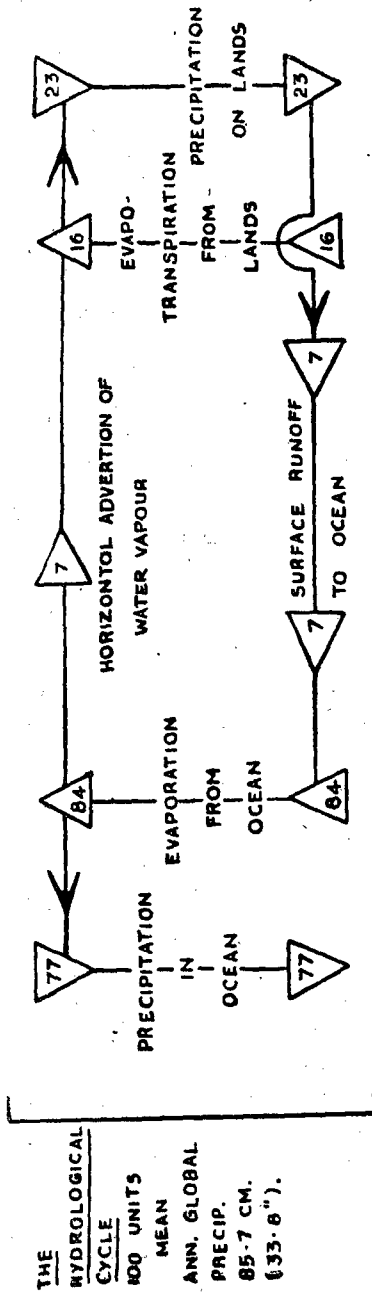 THE
HYDROLOGICAL
CYCLE
100 UNITS
MEAN
ANN. GLOBAL
PRECIP.
85·7 CM.
(33·8").
77
PRECIPITATION
IN
OCEAN
77
84
EVAPORATION
FROM
OCEAN
84
7
HORIZONTOL ADVERTION OF
WATER VAPOUR
7
SURFACE RUNOFF
TO OCEAN
7
16
EVAPO-
TRANSPIRATION
FROM
LANDS
16
23
PRECIPITATION
ON LANDS
23